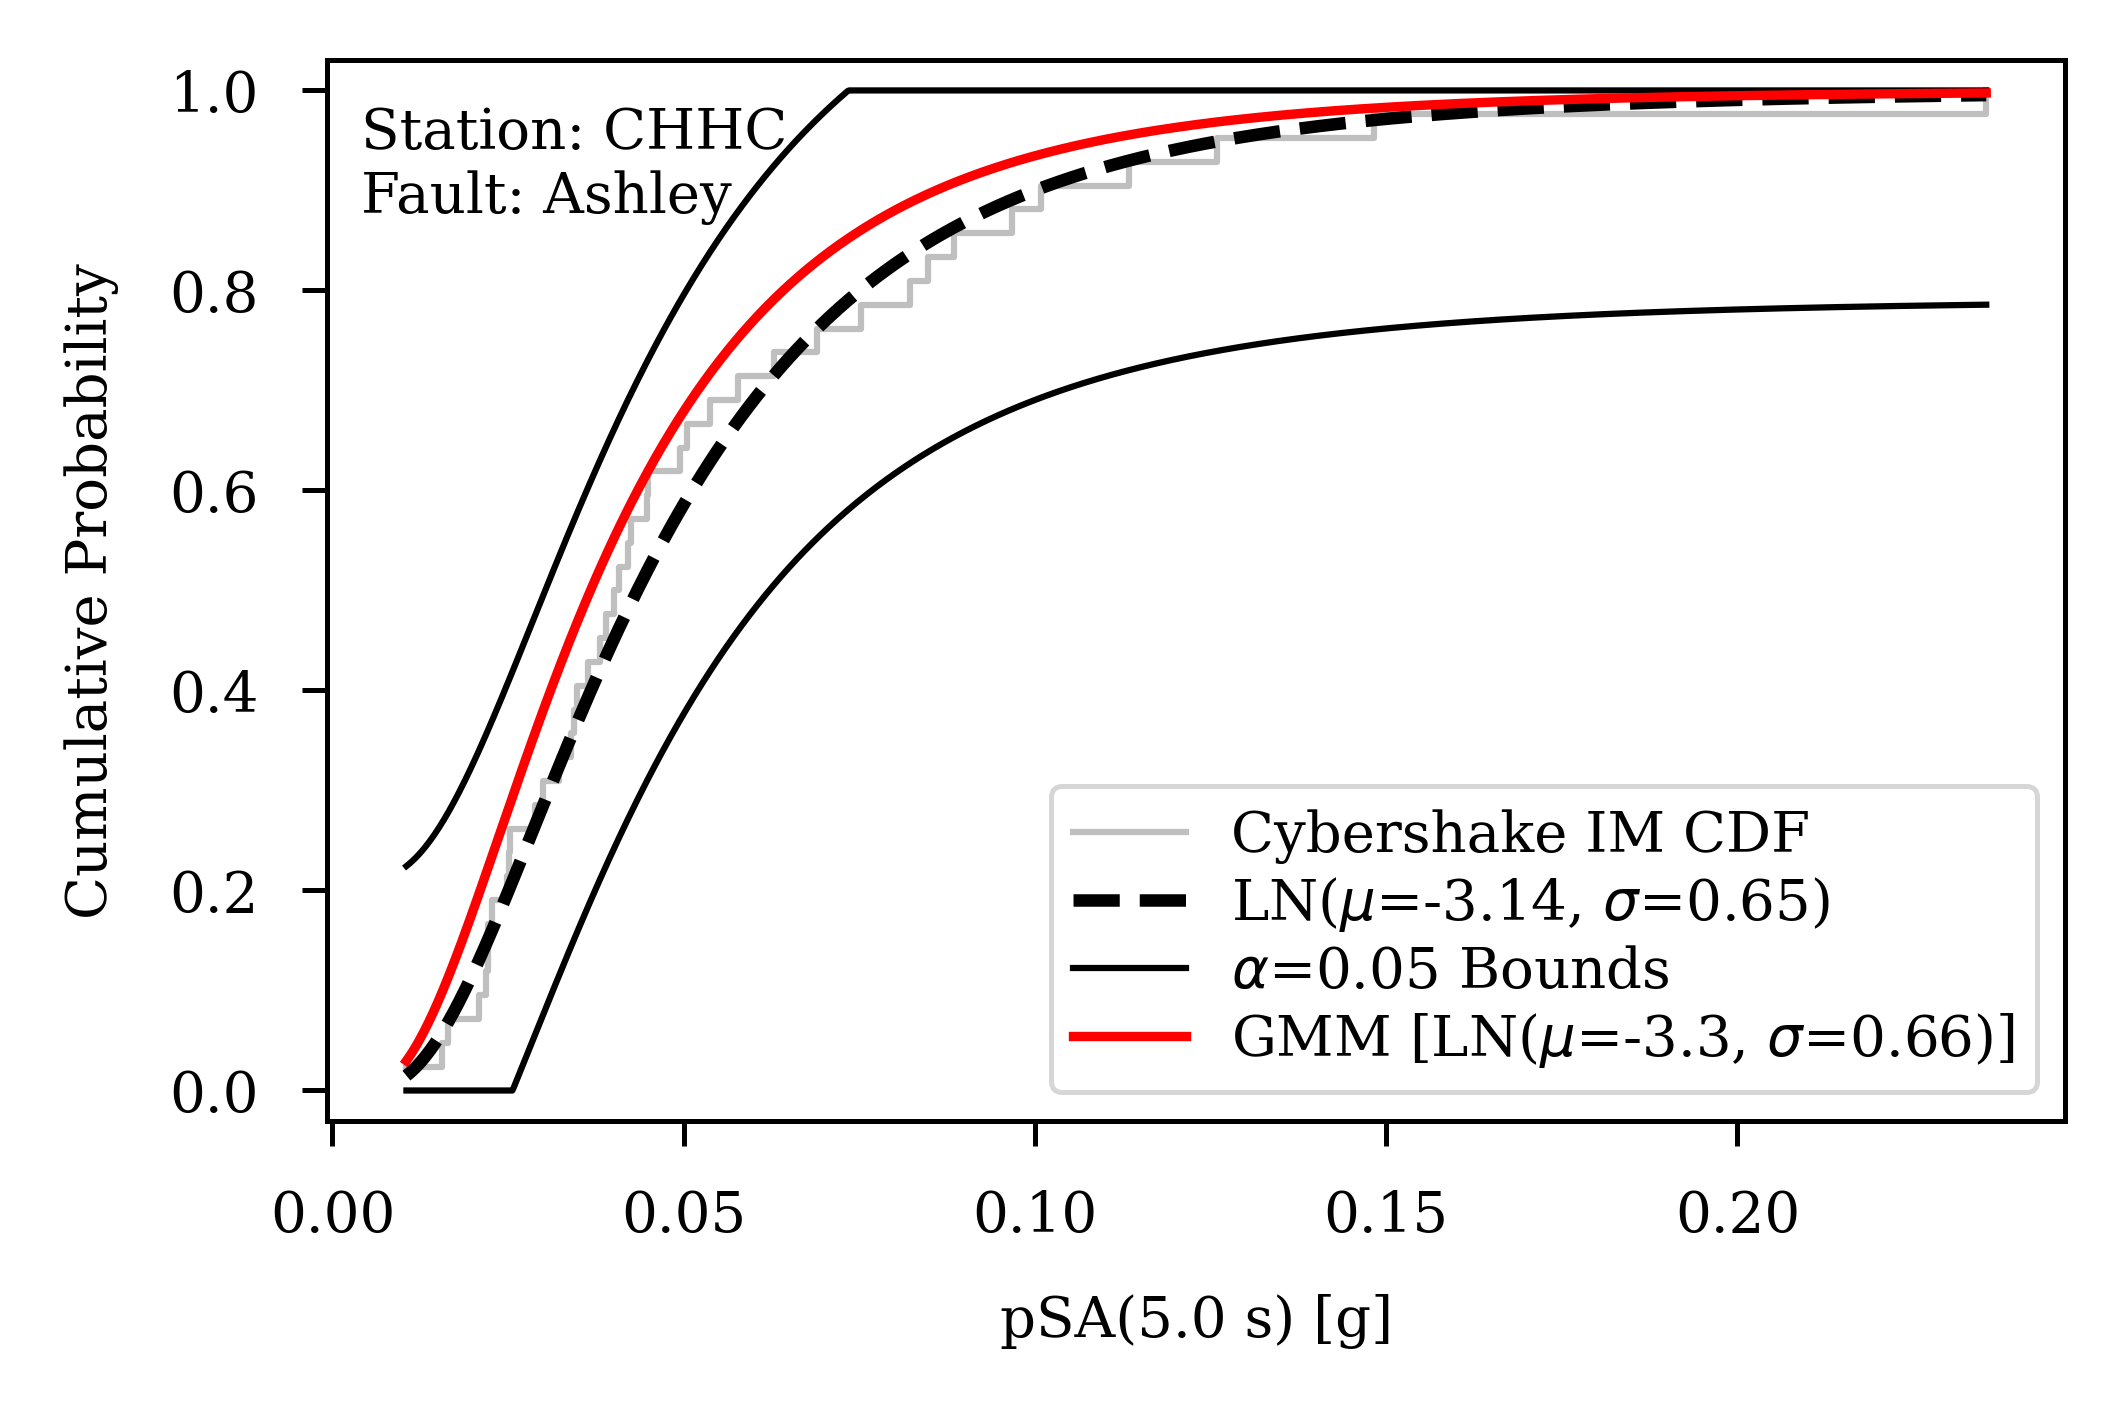 Station: CHHC
Fault: Ashley
Cumulative Probability
1.0
0.8
0.6
0.4
0.2
0.0
Cybershake IM CDF
LN(μ=-3.14, σ=0.65)
α=0.05 Bounds
GMM [LN(μ=-3.3, σ=0.66)]
0.00 0.05 0.10 0.15 0.20
pSA(5.0 s) [g]